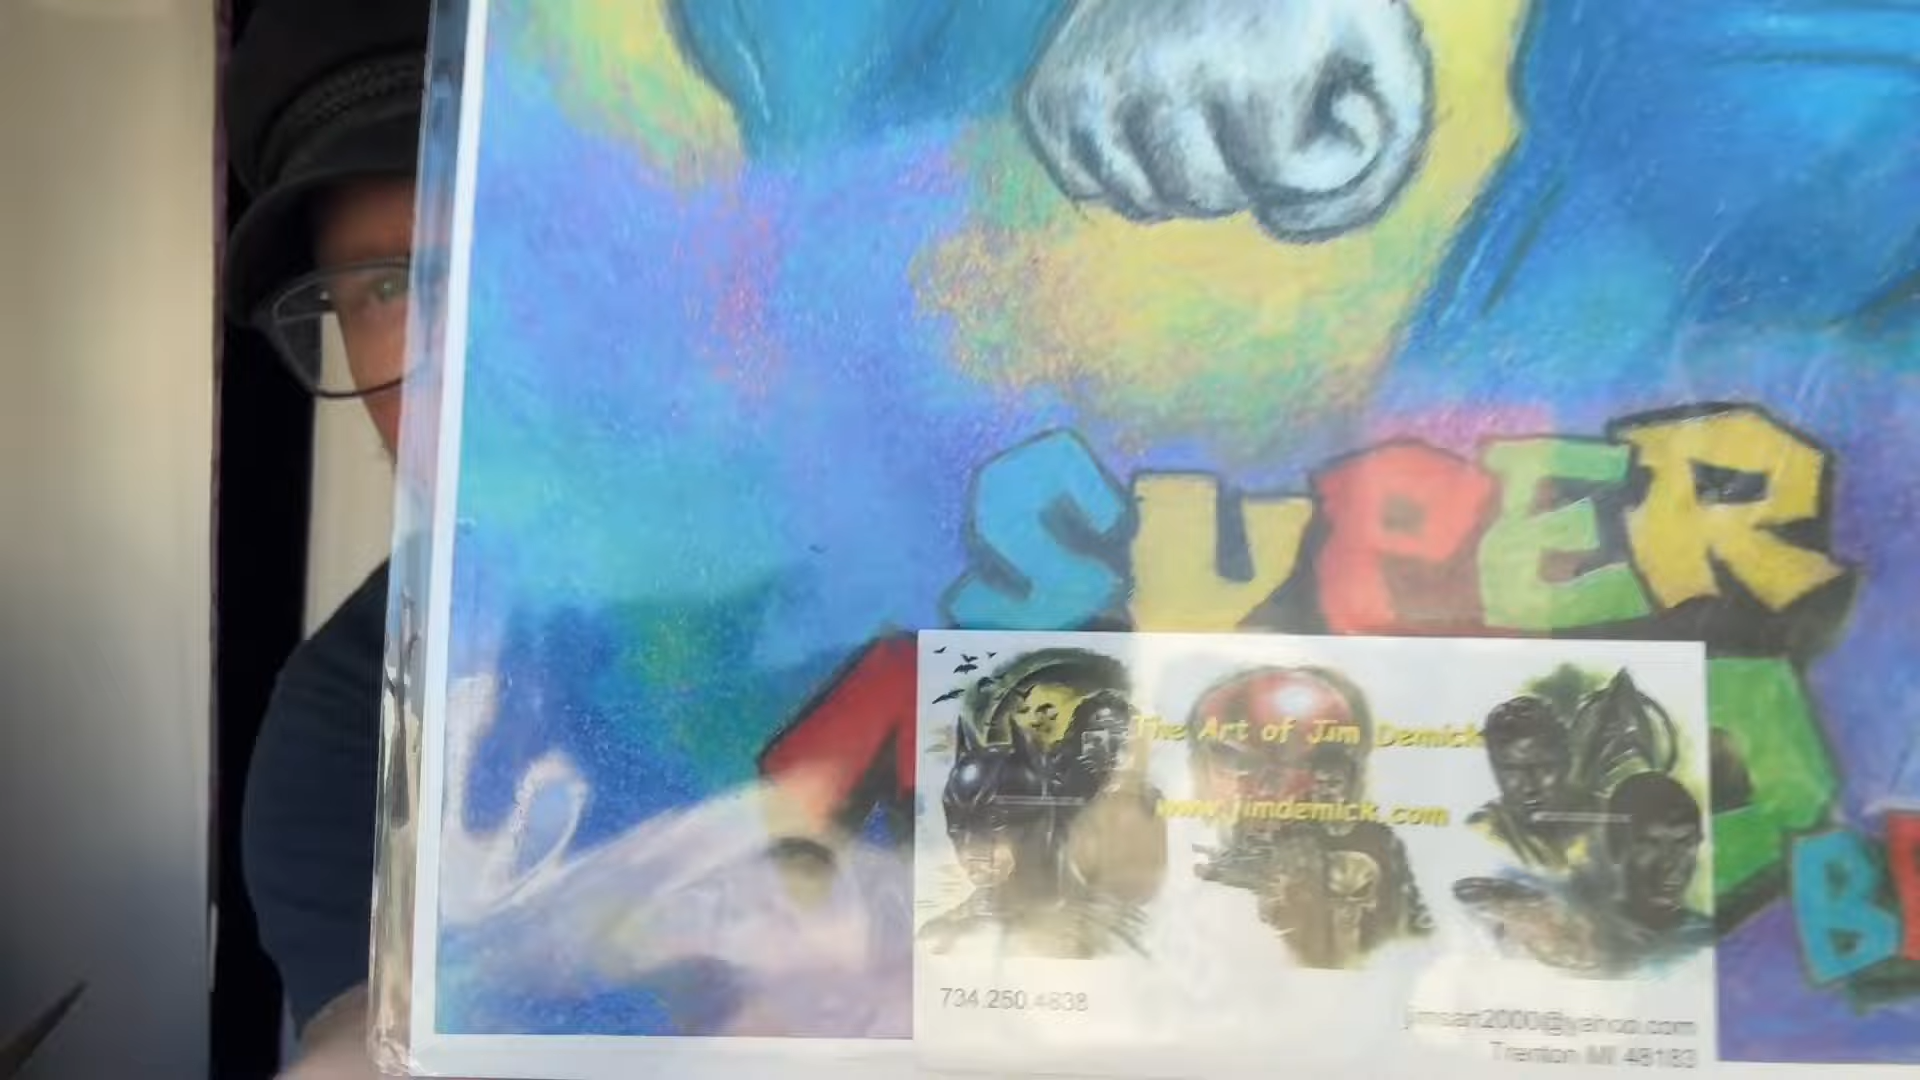 SUPER
The Art of Jim Demick
www.jimdemick.com
B
734.250.4838
jimsart2000@yahoo.com
Trenton MI 48183